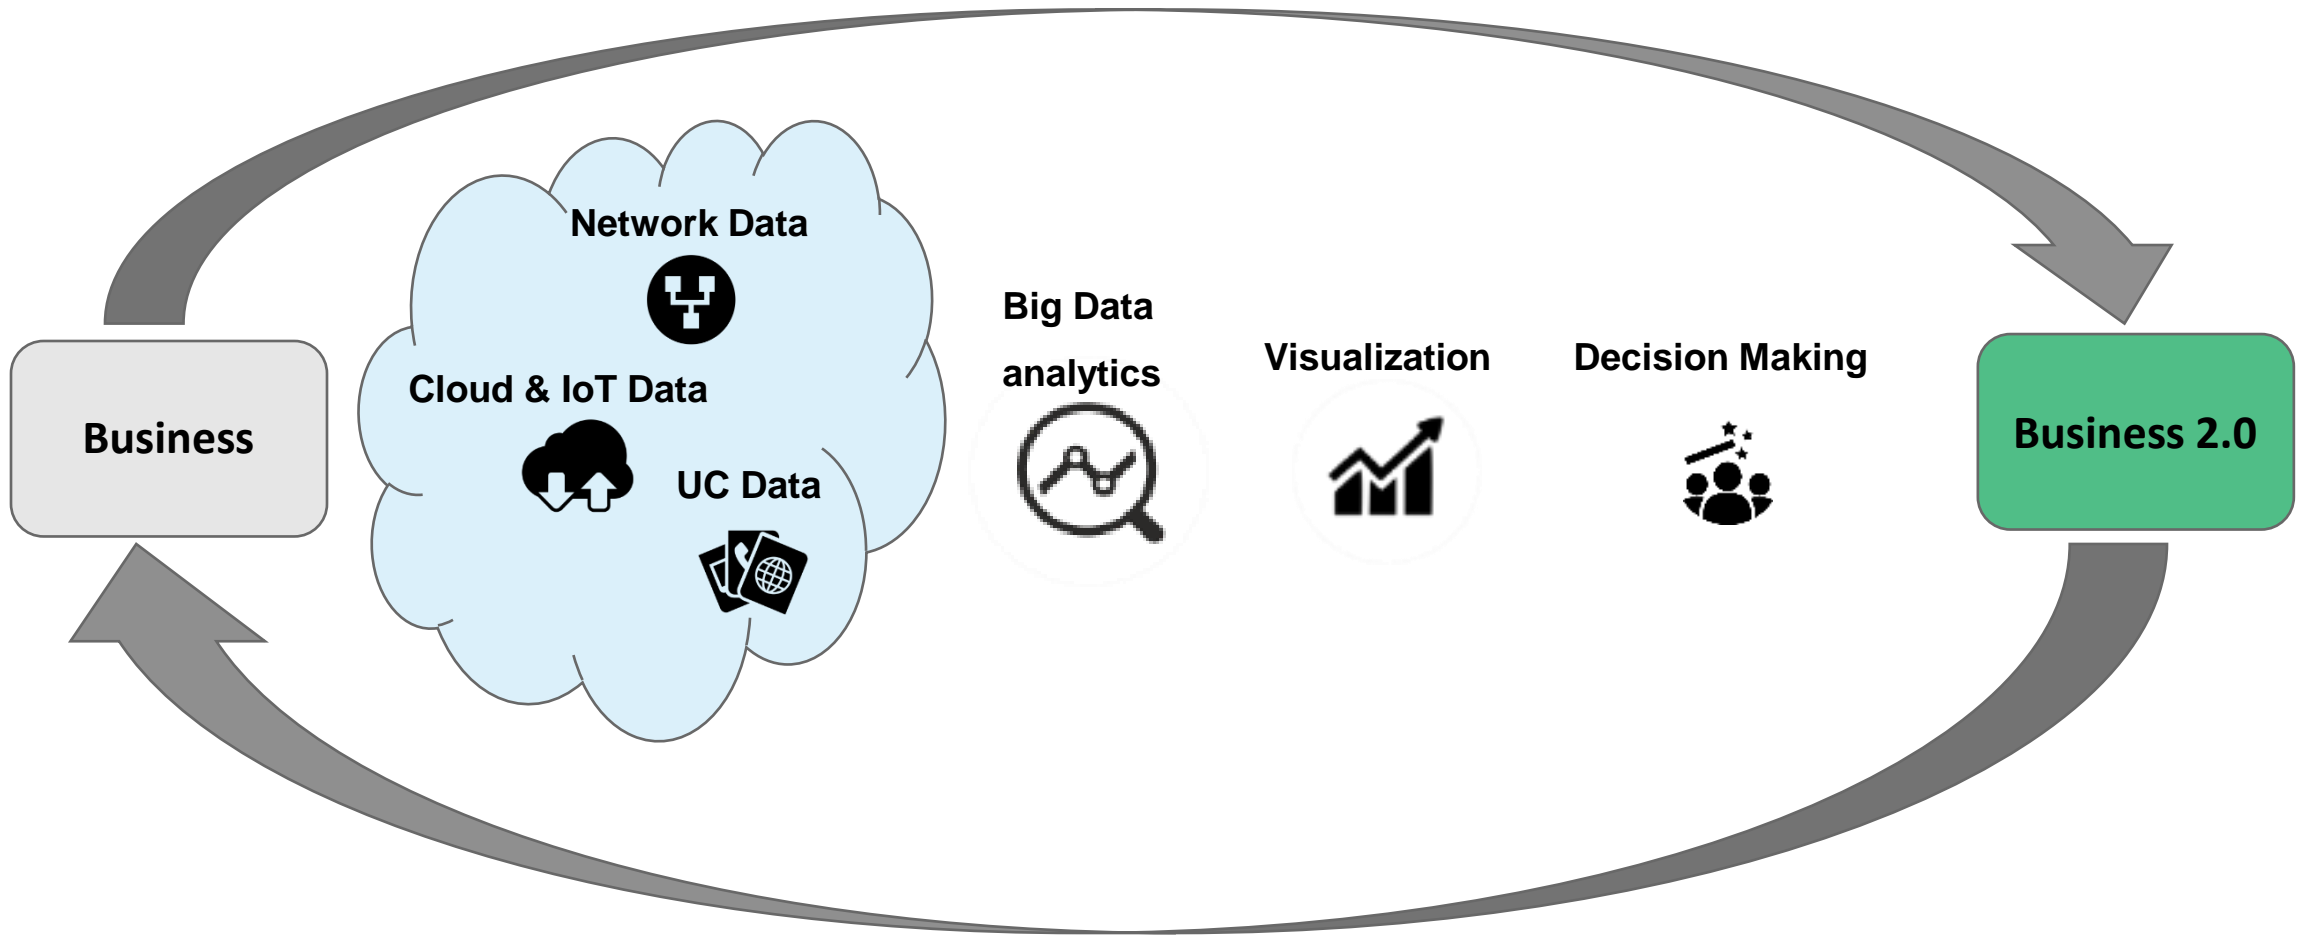 Business
Network Data
Cloud & IoT Data
UC Data
Big Data
analytics
Visualization
Decision Making
Business 2.0